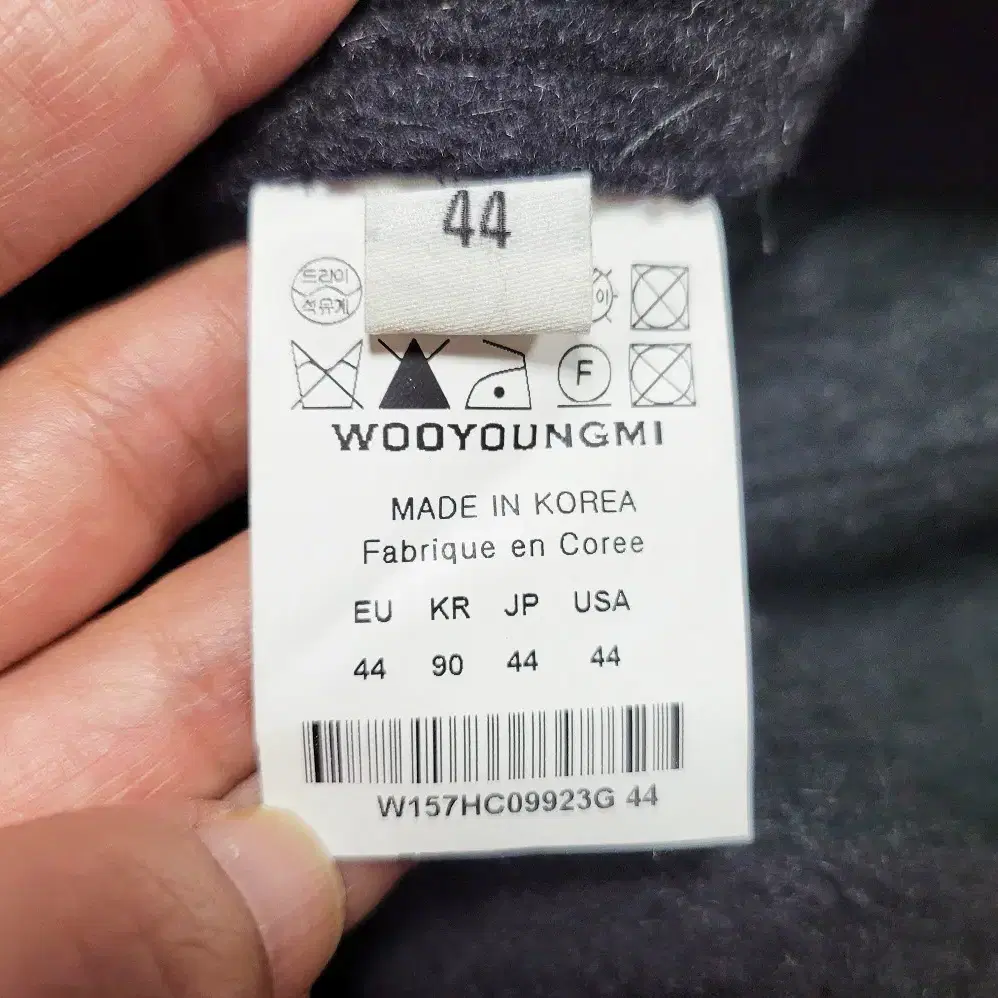 44
드라이
석유계
F
WOOYOUNGMI
MADE IN KOREA
Fabrique en Coree
EU KR JP USA
44 90 44 44
W157HC09923G 44